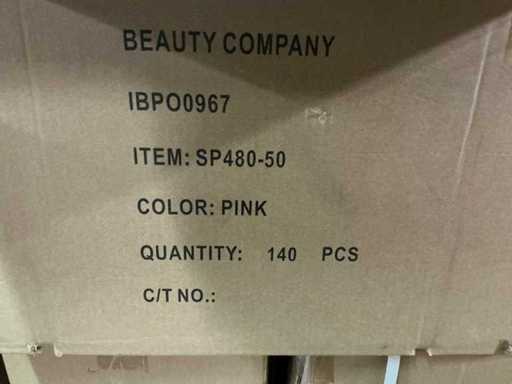 BEAUTY COMPANY
IBPO0967
ITEM: SP480-50
COLOR: PINK
QUANTITY: 140 PCS
C/T NO.: